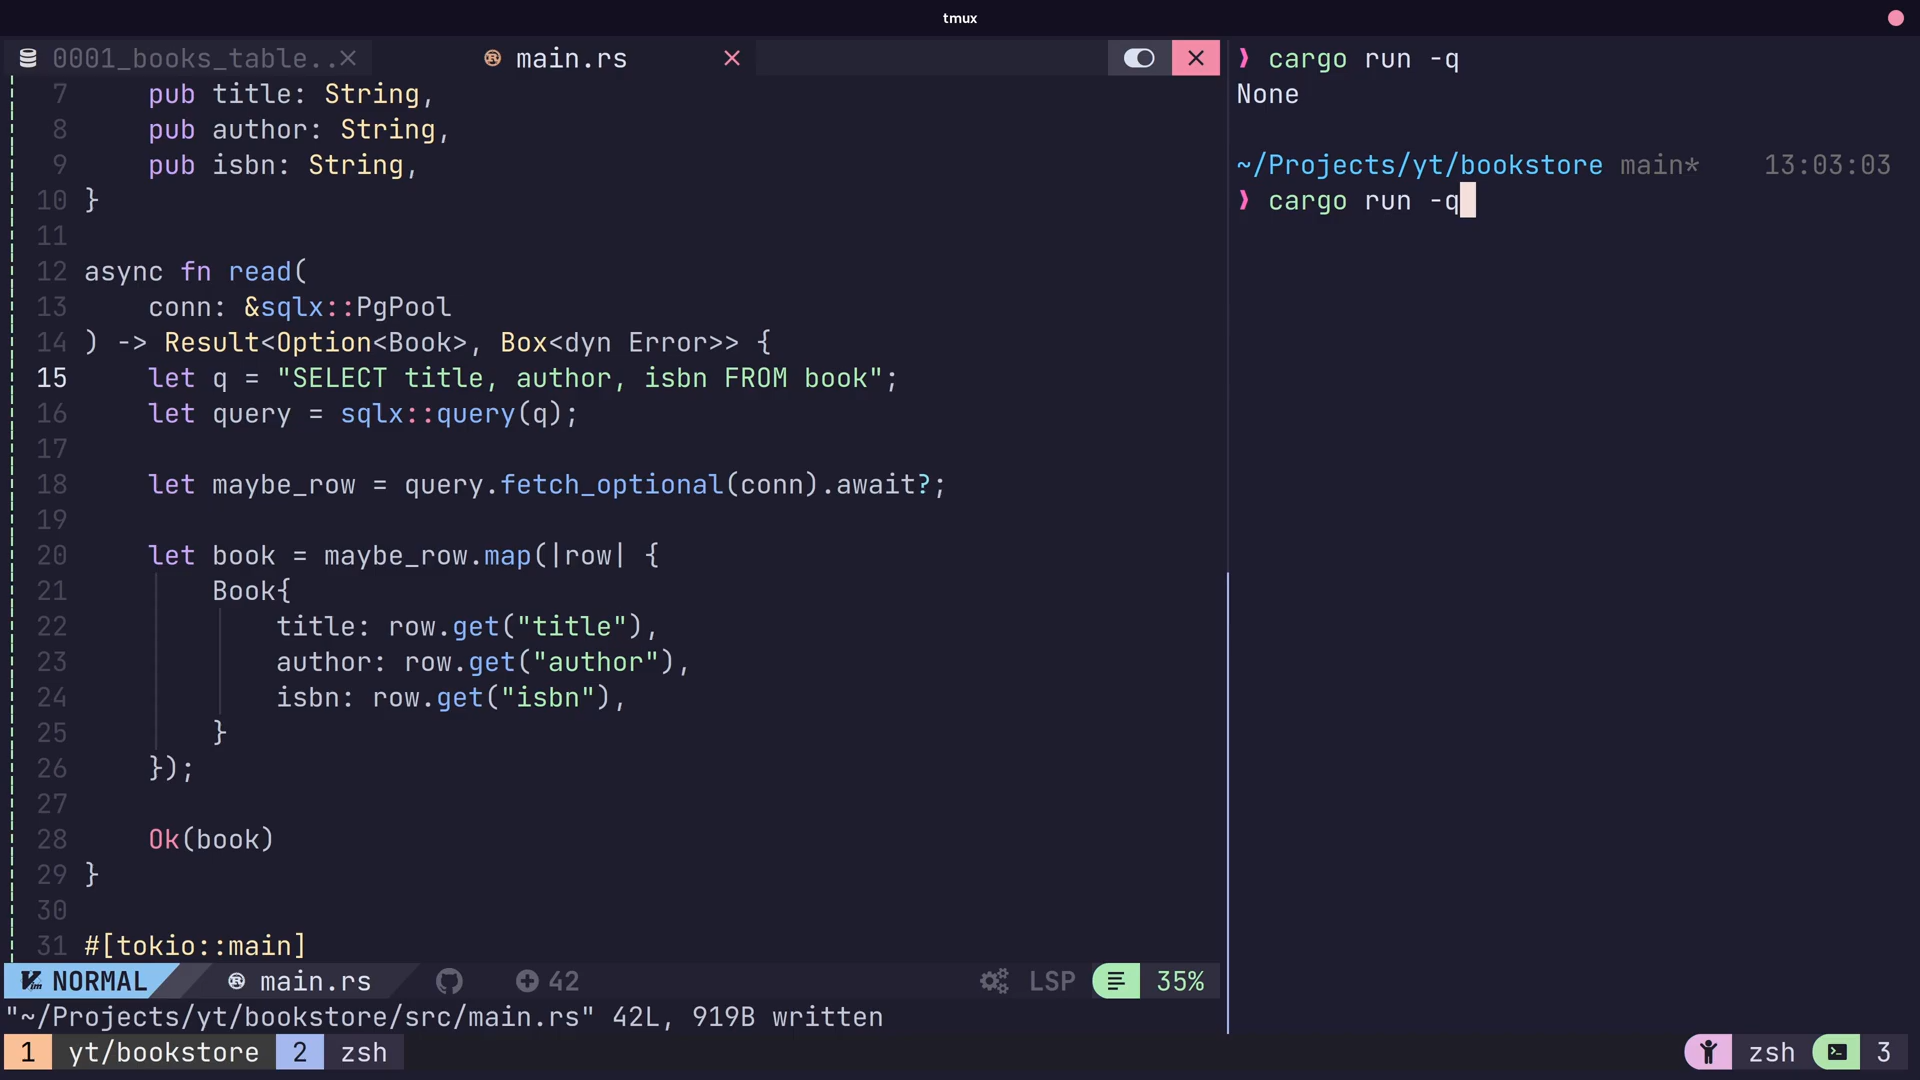 tmux
0001_books_table.. main.rs
7 pub title: String,
8 pub author: String,
9 pub isbn: String,
10 }
11
12 async fn read(
13 conn: &sqlx::PgPool
14 ) -> Result<Option<Book>, Box<dyn Error>> {
15 let q = "SELECT title, author, isbn FROM book";
16 let query = sqlx::query(q);
17
18 let maybe_row = query.fetch_optional(conn).await?;
19
20 let book = maybe_row.map(|row| {
21 Book{
22 title: row.get("title"),
23 author: row.get("author"),
24 isbn: row.get("isbn"),
25 }
26 });
27
28 Ok(book)
29 }
30
31 #[tokio::main]
NORMAL main.rs 42 LSP 35%
"~/Projects/yt/bookstore/src/main.rs" 42L, 919B written
❱ cargo run -q
None
~/Projects/yt/bookstore main* 13:03:03
❱ cargo run -q
1 yt/bookstore 2 zsh zsh 3